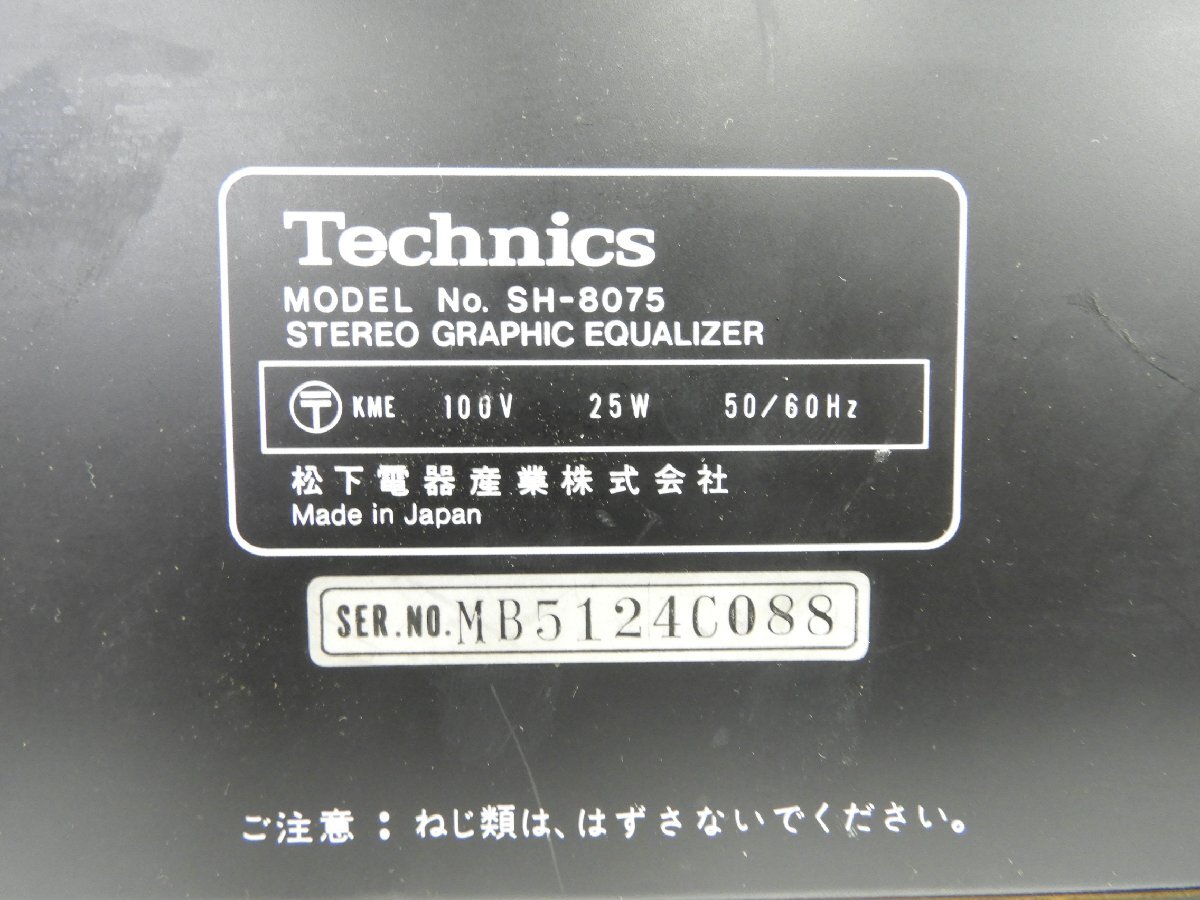 Technics
MODEL No. SH-8075
STEREO GRAPHIC EQUALIZER
〒 KME 100V 25W 50/60Hz
松下電器産業株式会社
Made in Japan
SER.NO. MB5124C088
ご注意：ねじ類は、はずさないでください。